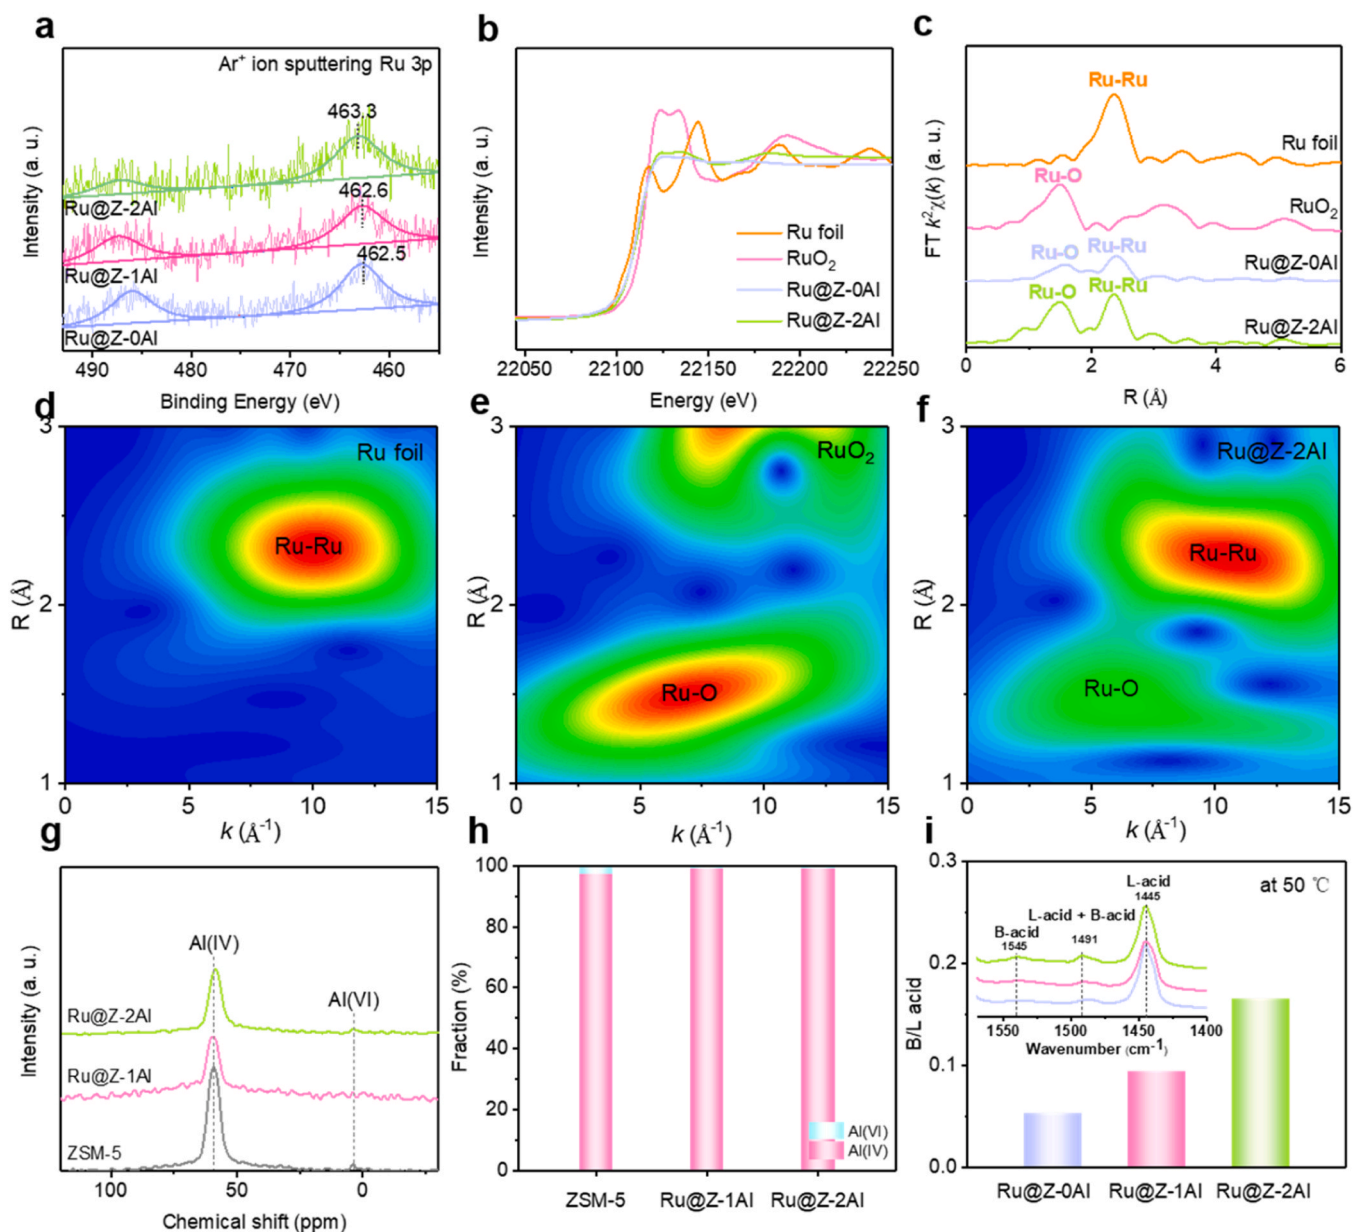 a
Ar⁺ ion sputtering Ru 3p
463.3
Ru@Z-2Al
462.6
Ru@Z-1Al
462.5
Ru@Z-0Al
490
480
470
460
Binding Energy (eV)
Intensity (a. u.)
b
Ru foil
RuO₂
Ru@Z-0Al
Ru@Z-2Al
22050
22100
22150
22200
22250
Energy (eV)
Intensity (a. u.)
c
Ru-Ru
Ru foil
Ru-O
RuO₂
Ru-O
Ru-Ru
Ru@Z-0Al
Ru-O
Ru-Ru
Ru@Z-2Al
0
2
4
6
R (Å)
FT k²χ(k) (a. u.)
d
3
Ru foil
Ru-Ru
2
1
0
5
10
15
R (Å)
k (Å⁻¹)
e
3
RuO₂
2
Ru-O
1
0
5
10
15
R (Å)
k (Å⁻¹)
f
3
Ru@Z-2Al
Ru-Ru
2
Ru-O
1
0
5
10
15
R (Å)
k (Å⁻¹)
g
Al(IV)
Al(VI)
Ru@Z-2Al
Ru@Z-1Al
ZSM-5
100
50
0
Chemical shift (ppm)
Intensity (a. u.)
h
100
80
60
40
20
0
Fraction (%)
Al(VI)
Al(IV)
ZSM-5
Ru@Z-1Al
Ru@Z-2Al
i
0.3
0.2
0.1
0.0
B/L acid
at 50 ℃
L-acid
1445
L-acid + B-acid
1491
B-acid
1545
1550
1500
1450
1400
Wavenumber (cm⁻¹)
Ru@Z-0Al
Ru@Z-1Al
Ru@Z-2Al